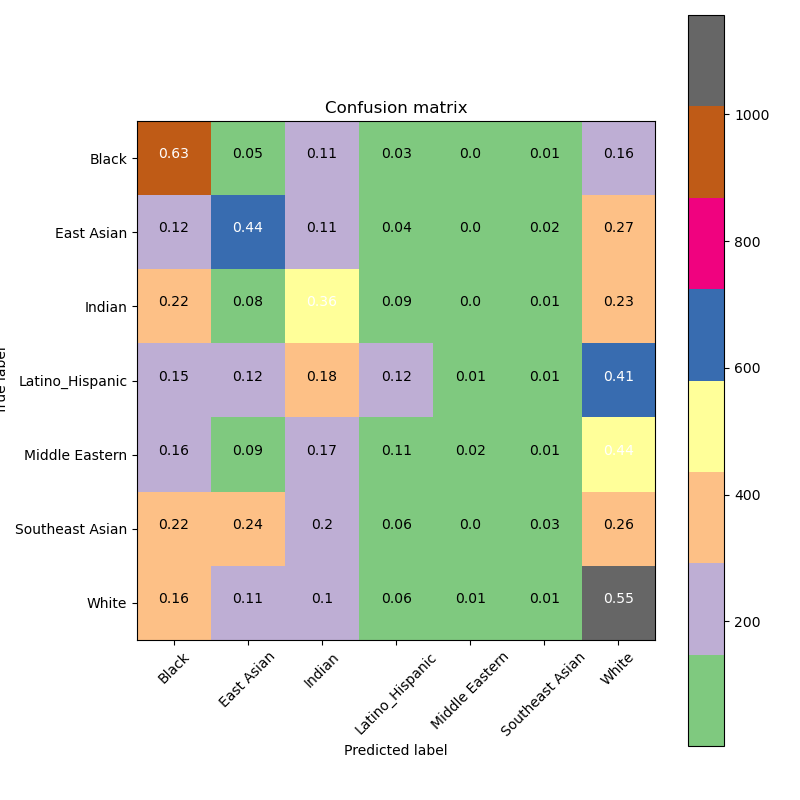 Confusion matrix
Black 0.63 0.05 0.11 0.03 0.0 0.01 0.16
East Asian 0.12 0.44 0.11 0.04 0.0 0.02 0.27
Indian 0.22 0.08 0.36 0.09 0.0 0.01 0.23
Latino_Hispanic 0.15 0.12 0.18 0.12 0.01 0.01 0.41
Middle Eastern 0.16 0.09 0.17 0.11 0.02 0.01 0.44
Southeast Asian 0.22 0.24 0.2 0.06 0.0 0.03 0.26
White 0.16 0.11 0.1 0.06 0.01 0.01 0.55
Black East Asian Indian Latino_Hispanic Middle Eastern Southeast Asian White
Predicted label
True label
1000
800
600
400
200